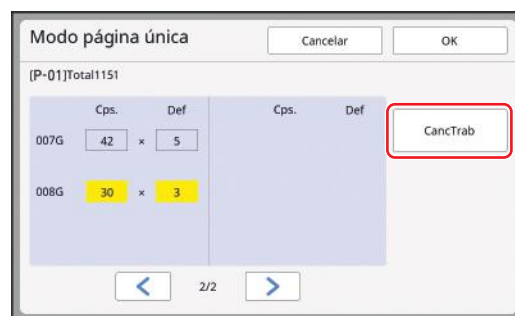 Modo página única
Cancelar
OK
[P-01]Total1151
Cps. Def Cps. Def
007G 42 × 5
CancTrab
008G 30 × 3
2/2